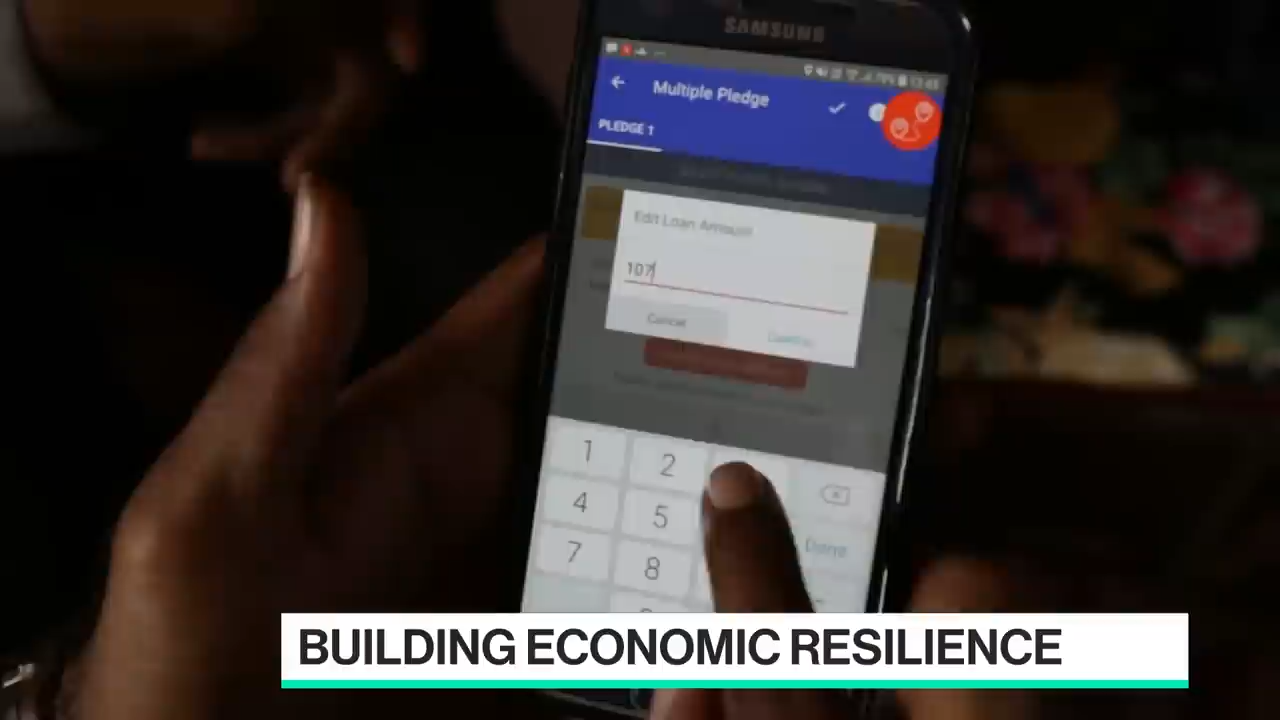 SAMSUNG
Multiple Pledge
PLEDGE 1
Edit Loan Amount
107
Cancel
1
2
4
5
Done
7
8
BUILDING ECONOMIC RESILIENCE